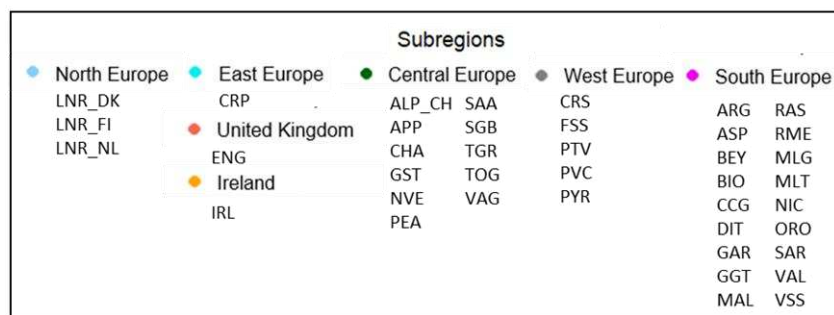 Subregions
North Europe
LNR_DK
LNR_FI
LNR_NL
East Europe
CRP
United Kingdom
ENG
Ireland
IRL
Central Europe
ALP_CH SAA
APP SGB
CHA TGR
GST TOG
NVE VAG
PEA
West Europe
CRS
FSS
PTV
PVC
PYR
South Europe
ARG RAS
ASP RME
BEY MLG
BIO MLT
CCG NIC
DIT ORO
GAR SAR
GGT VAL
MAL VSS